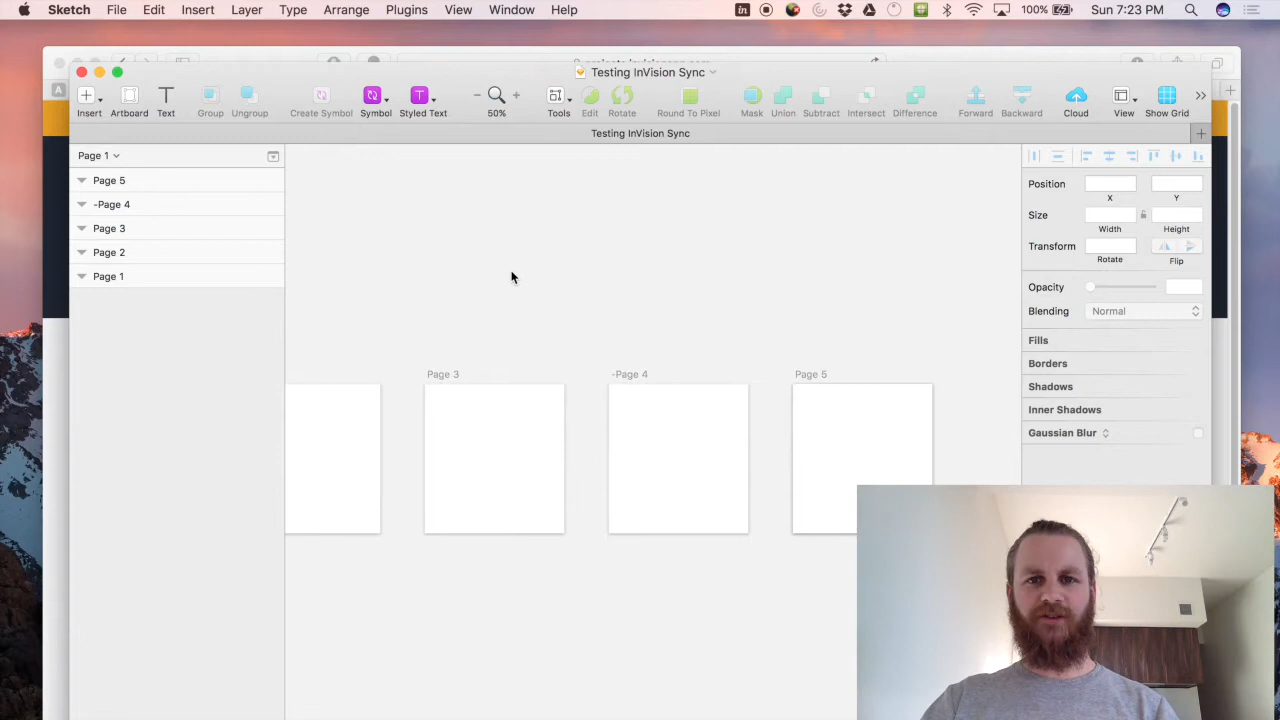 Sketch File Edit Insert Layer Type Arrange Plugins View Window Help
in 100% Sun 7:23 PM
Testing InVision Sync
Insert Artboard Text Group Ungroup Create Symbol Symbol Styled Text 50% Tools Edit Rotate Round To Pixel Mask Union Subtract Intersect Difference Forward Backward Cloud View Show Grid
Testing InVision Sync
Page 1
Page 5
-Page 4
Page 3
Page 2
Page 1
Page 3
-Page 4
Page 5
Position
X Y
Size
Width Height
Transform
Rotate Flip
Opacity
Blending Normal
Fills
Borders
Shadows
Inner Shadows
Gaussian Blur
A